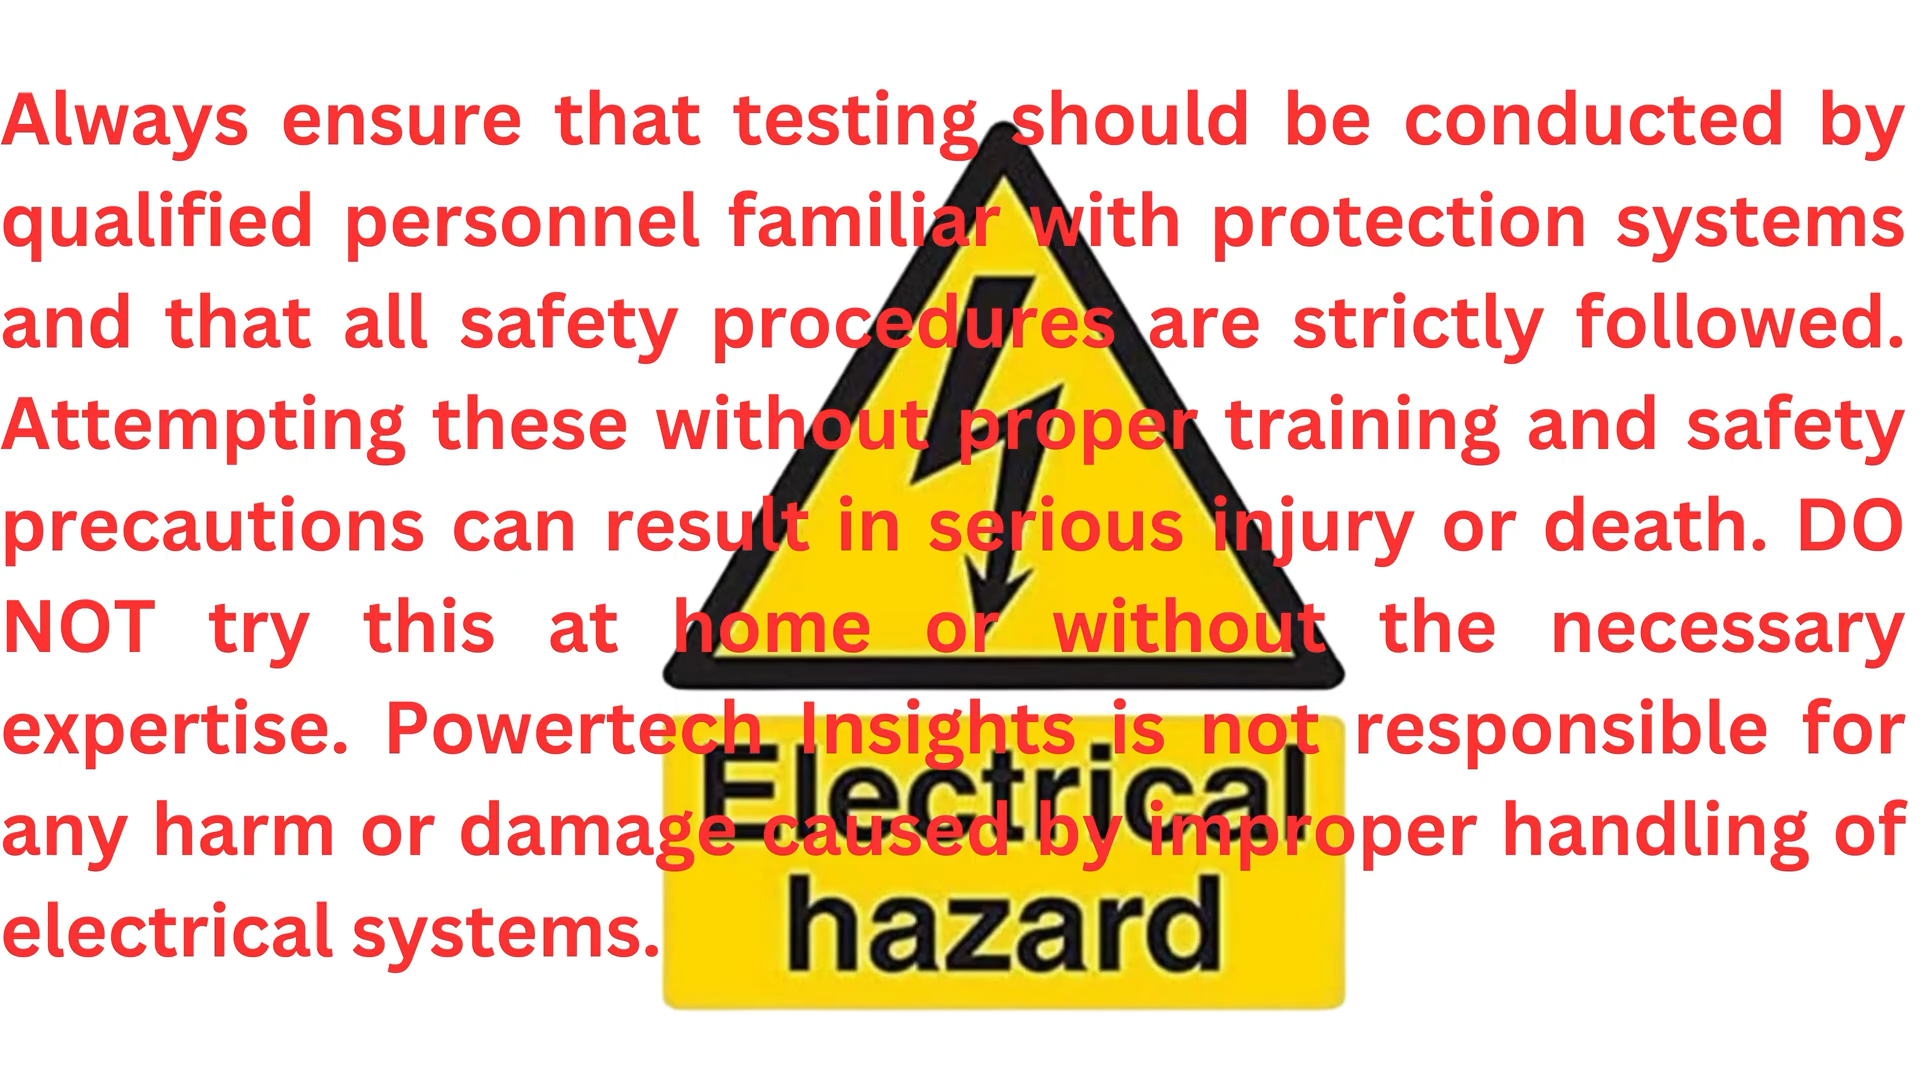 Always ensure that testing should be conducted by
qualified personnel familiar with protection systems
and that all safety procedures are strictly followed.
Attempting these without proper training and safety
precautions can result in serious injury or death. DO
NOT try this at home or without the necessary
expertise. Powertech Insights is not responsible for
any harm or damage caused by improper handling of
electrical systems.
Electrical
hazard